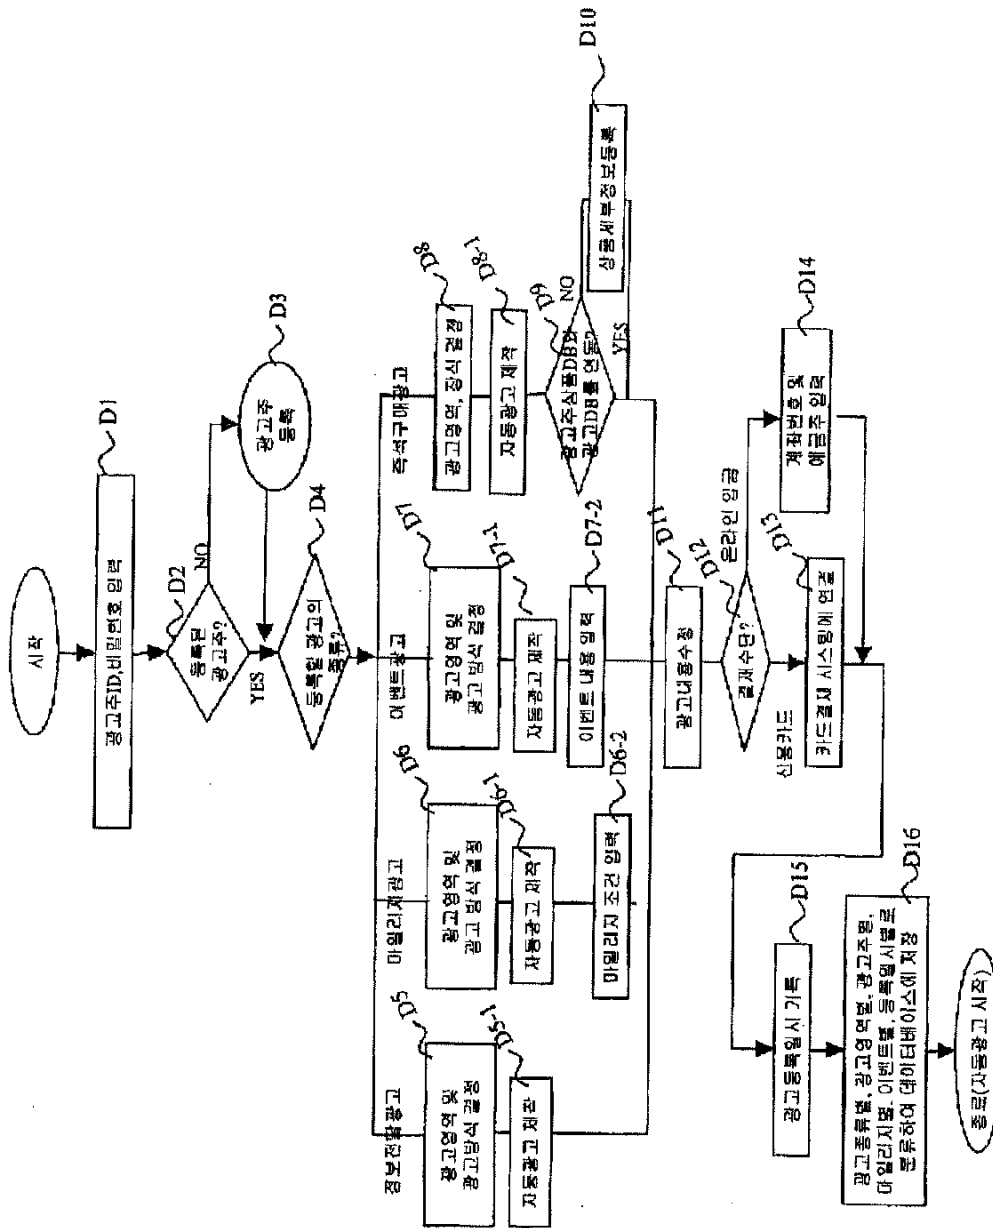 시작
D1
광고주ID,비밀번호 입력
D2
등록된
광고주?
NO
YES
D3
광고주
등록
D4
등록할 광고의
종류?
정보전달광고
D5
광고영역 및
광고방식 결정
D5-1
자동광고 제작
마일리지광고
D6
광고영역 및
광고 방식 결정
D6-1
자동광고 제작
D6-2
마일리지 조건 입력
이벤트광고
D7
광고영역 및
광고 방식 결정
D7-1
자동광고 제작
D7-2
이벤트 내용 입력
즉석구매광고
D8
광고영역, 방식 결정
D8-1
자동광고 제작
D9
광고주상품DB와
광고DB를 연동?
NO
YES
D10
상품세부정보등록
D11
광고내용수정
D12
결재수단?
온라인 입금
신용카드
D13
카드결재 시스템에 연결
D14
계좌번호 및
예금주 입력
D15
광고등록일시 기록
D16
광고종류별, 광고영역별, 광고주별,
마일리지별, 이벤트별, 등록일시별로
분류하여 데이터베이스에 저장
종료(자동광고 시작)